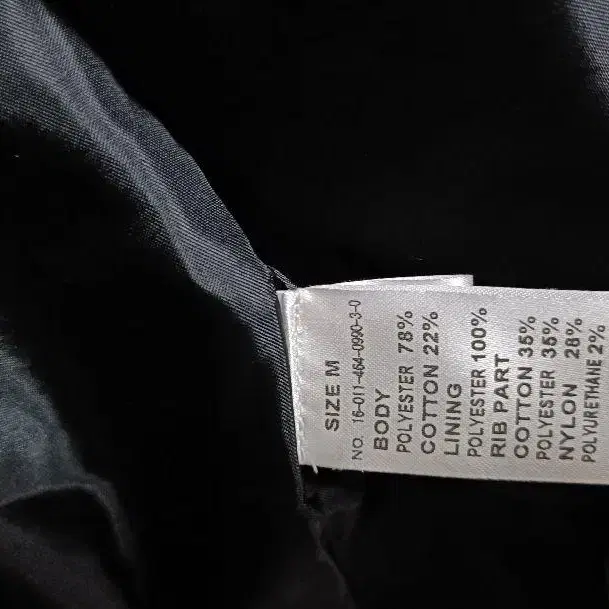 SIZE M
NO. 16-011-464-0990-3-0
BODY
POLYESTER 78%
COTTON 22%
LINING
POLYESTER 100%
RIB PART
COTTON 35%
POLYESTER 35%
NYLON 28%
POLYURETHANE 2%